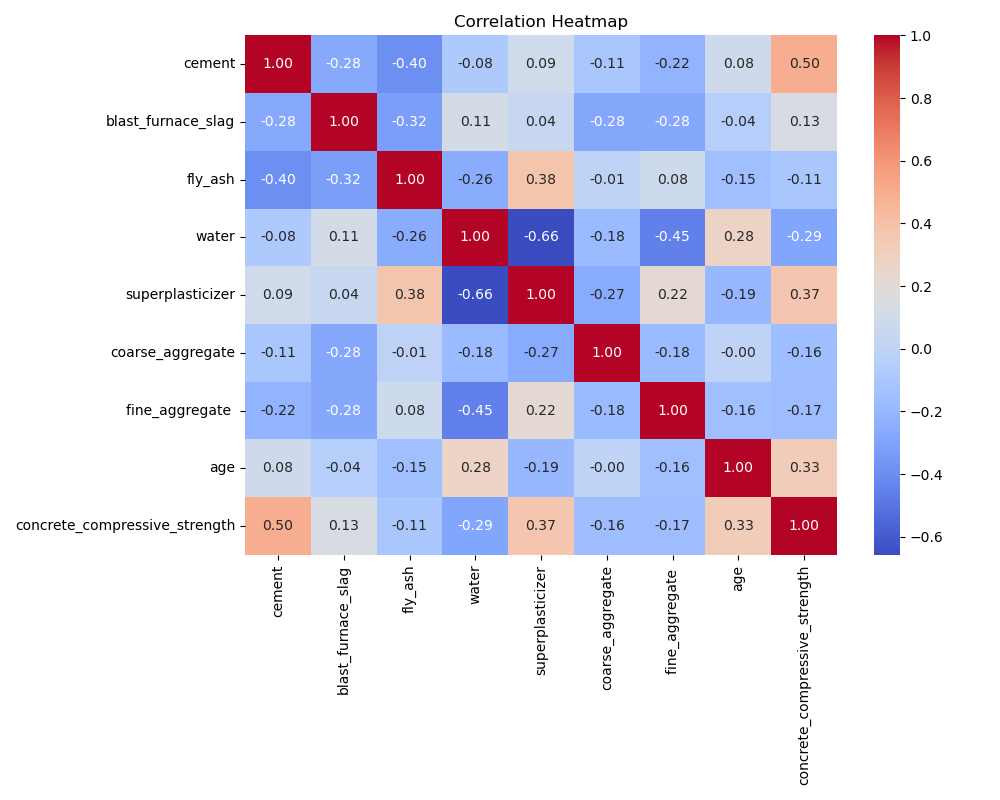 Correlation Heatmap
cement 1.00 -0.28 -0.40 -0.08 0.09 -0.11 -0.22 0.08 0.50
blast_furnace_slag -0.28 1.00 -0.32 0.11 0.04 -0.28 -0.28 -0.04 0.13
fly_ash -0.40 -0.32 1.00 -0.26 0.38 -0.01 0.08 -0.15 -0.11
water -0.08 0.11 -0.26 1.00 -0.66 -0.18 -0.45 0.28 -0.29
superplasticizer 0.09 0.04 0.38 -0.66 1.00 -0.27 0.22 -0.19 0.37
coarse_aggregate -0.11 -0.28 -0.01 -0.18 -0.27 1.00 -0.18 -0.00 -0.16
fine_aggregate -0.22 -0.28 0.08 -0.45 0.22 -0.18 1.00 -0.16 -0.17
age 0.08 -0.04 -0.15 0.28 -0.19 -0.00 -0.16 1.00 0.33
concrete_compressive_strength 0.50 0.13 -0.11 -0.29 0.37 -0.16 -0.17 0.33 1.00
cement
blast_furnace_slag
fly_ash
water
superplasticizer
coarse_aggregate
fine_aggregate
age
concrete_compressive_strength
1.0
0.8
0.6
0.4
0.2
0.0
−0.2
−0.4
−0.6